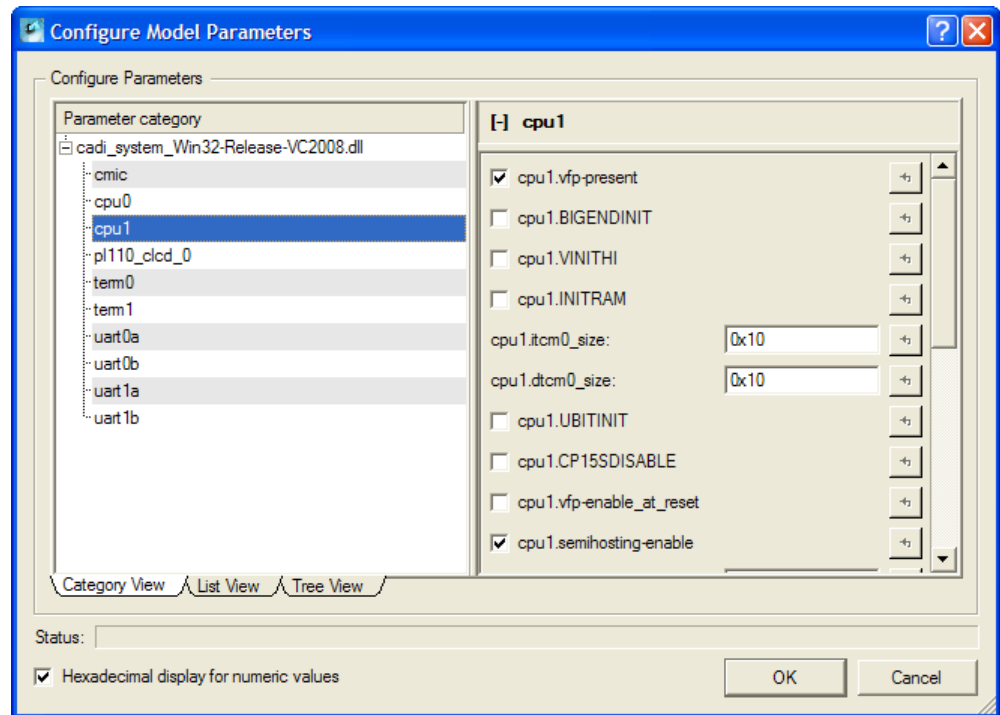 Configure Model Parameters
Configure Parameters
Parameter category
cadi_system_Win32-Release-VC2008.dll
cmic
cpu0
cpu1
pl110_clcd_0
term0
term1
uart0a
uart0b
uart1a
uart1b
[-] cpu1
cpu1.vfp-present
cpu1.BIGENDINIT
cpu1.VINITHI
cpu1.INITRAM
cpu1.itcm0_size: 0x10
cpu1.dtcm0_size: 0x10
cpu1.UBITINIT
cpu1.CP15SDISABLE
cpu1.vfp-enable_at_reset
cpu1.semihosting-enable
Category View List View Tree View
Status:
Hexadecimal display for numeric values
OK Cancel